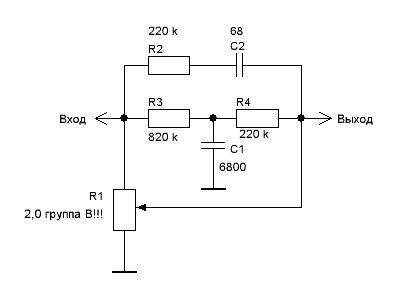 220 k
68
R2
C2
R3
R4
Вход
Выход
820 k
220 k
C1
6800
R1
2,0 группа В!!!